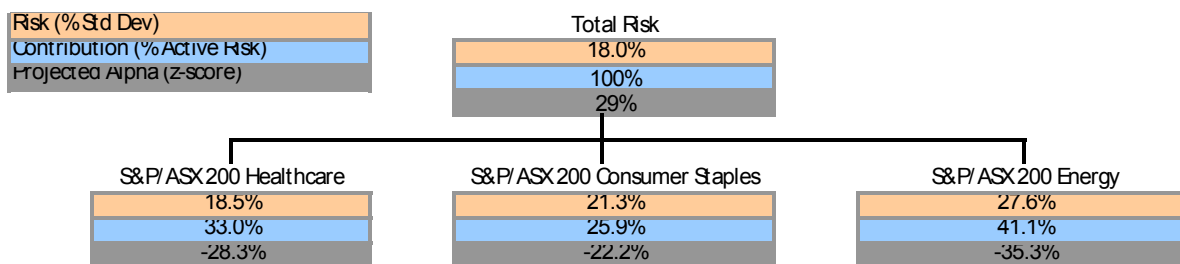 Risk (% Std Dev)
Contribution (% Active Risk)
Projected Alpha (z-score)
Total Risk
18.0%
100%
29%
S&P/ASX 200 Healthcare
18.5%
33.0%
-28.3%
S&P/ASX 200 Consumer Staples
21.3%
25.9%
-22.2%
S&P/ASX 200 Energy
27.6%
41.1%
-35.3%